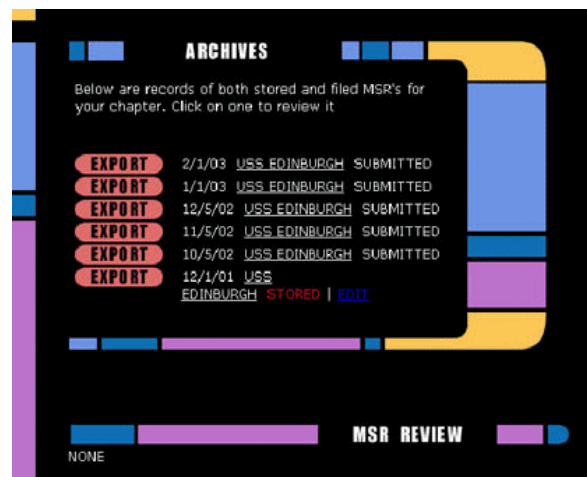 ARCHIVES
Below are records of both stored and filed MSR's for
your chapter. Click on one to review it
EXPORT 2/1/03 USS EDINBURGH SUBMITTED
EXPORT 1/1/03 USS EDINBURGH SUBMITTED
EXPORT 12/5/02 USS EDINBURGH SUBMITTED
EXPORT 11/5/02 USS EDINBURGH SUBMITTED
EXPORT 10/5/02 USS EDINBURGH SUBMITTED
EXPORT 12/1/01 USS
EDINBURGH STORED | EDIT
MSR REVIEW
NONE